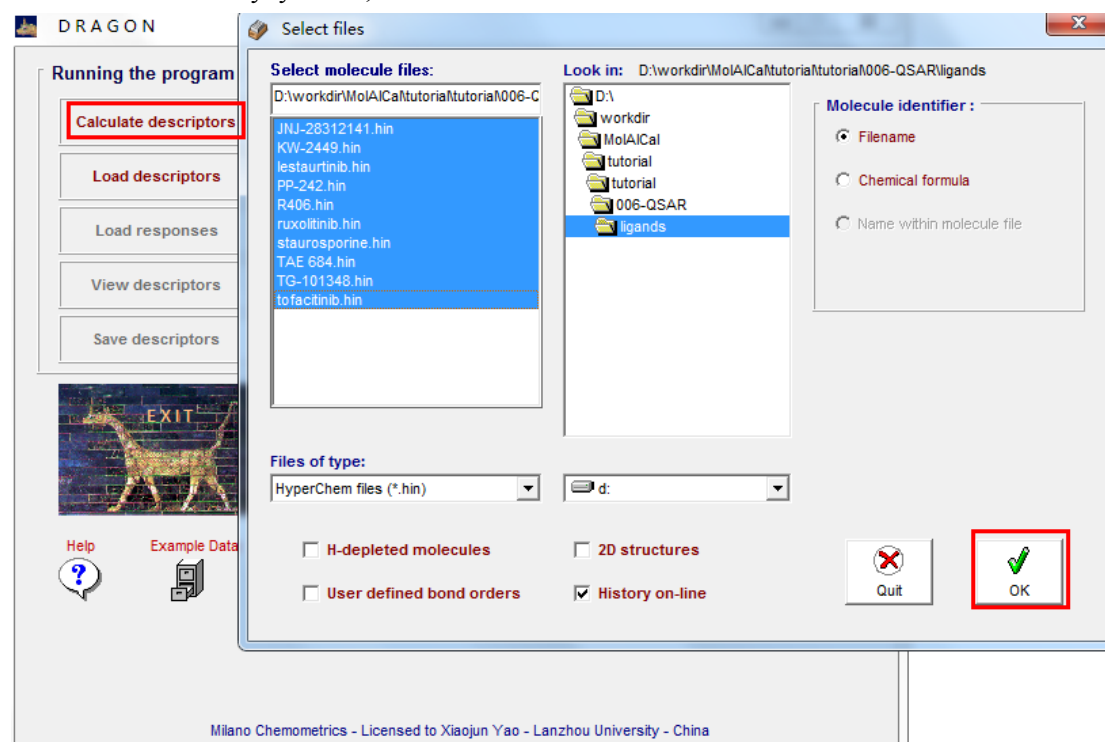 DRAGON
Select files
Running the program
Calculate descriptors
Load descriptors
Load responses
View descriptors
Save descriptors
EXIT
Help
Example Data
Select molecule files:
D:\workdir\MolAICal\tutorial\tutorial\006-Q
JNJ-28312141.hin
KW-2449.hin
lestaurtinib.hin
PP-242.hin
R406.hin
ruxolitinib.hin
staurosporine.hin
TAE 684.hin
TG-101348.hin
tofacitinib.hin
Files of type:
HyperChem files (*.hin)
Look in: D:\workdir\MolAICal\tutorial\tutorial\006-QSAR\ligands
D:\
workdir
MolAICal
tutorial
tutorial
006-QSAR
ligands
d:
Molecule identifier :
Filename
Chemical formula
Name within molecule file
H-depleted molecules
2D structures
User defined bond orders
History on-line
Quit
OK
Milano Chemometrics - Licensed to Xiaojun Yao - Lanzhou University - China